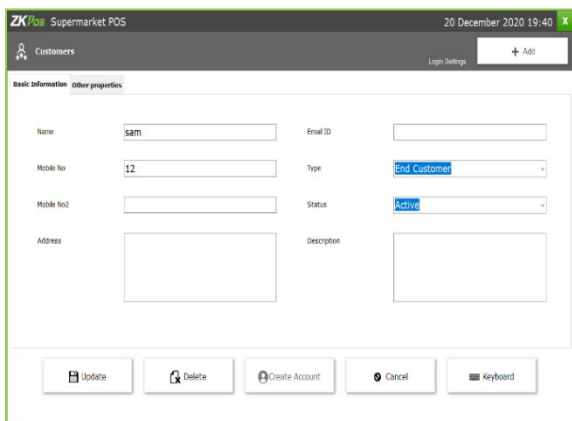 ZKPos Supermarket POS 20 December 2020 19:40 X
Customers Login Settings + Add
Basic Information Other properties
Name sam Email ID
Mobile No 12 Type End Customer
Mobile No2 Status Active
Address Description
Update Delete Create Account Cancel Keyboard